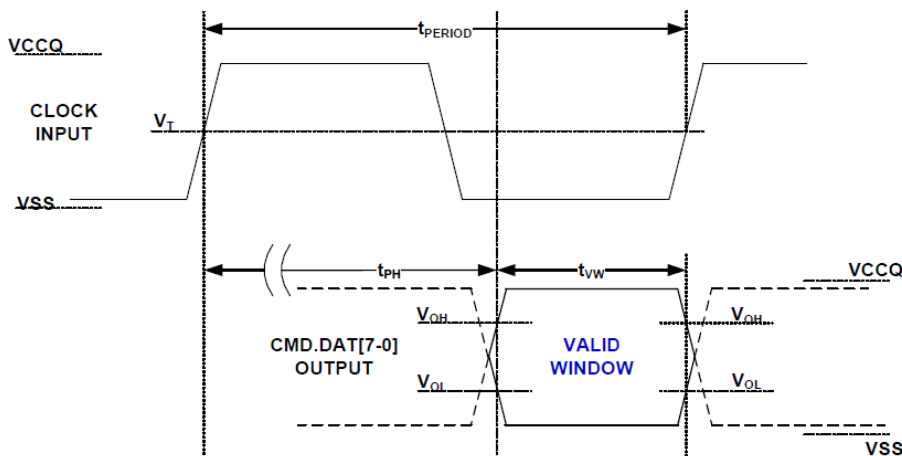 tPERIOD
VCCQ
CLOCK
INPUT
VT
VSS
tPH
tVW
VCCQ
VOH
VOH
CMD.DAT[7-0]
OUTPUT
VALID
WINDOW
VOL
VOL
VSS